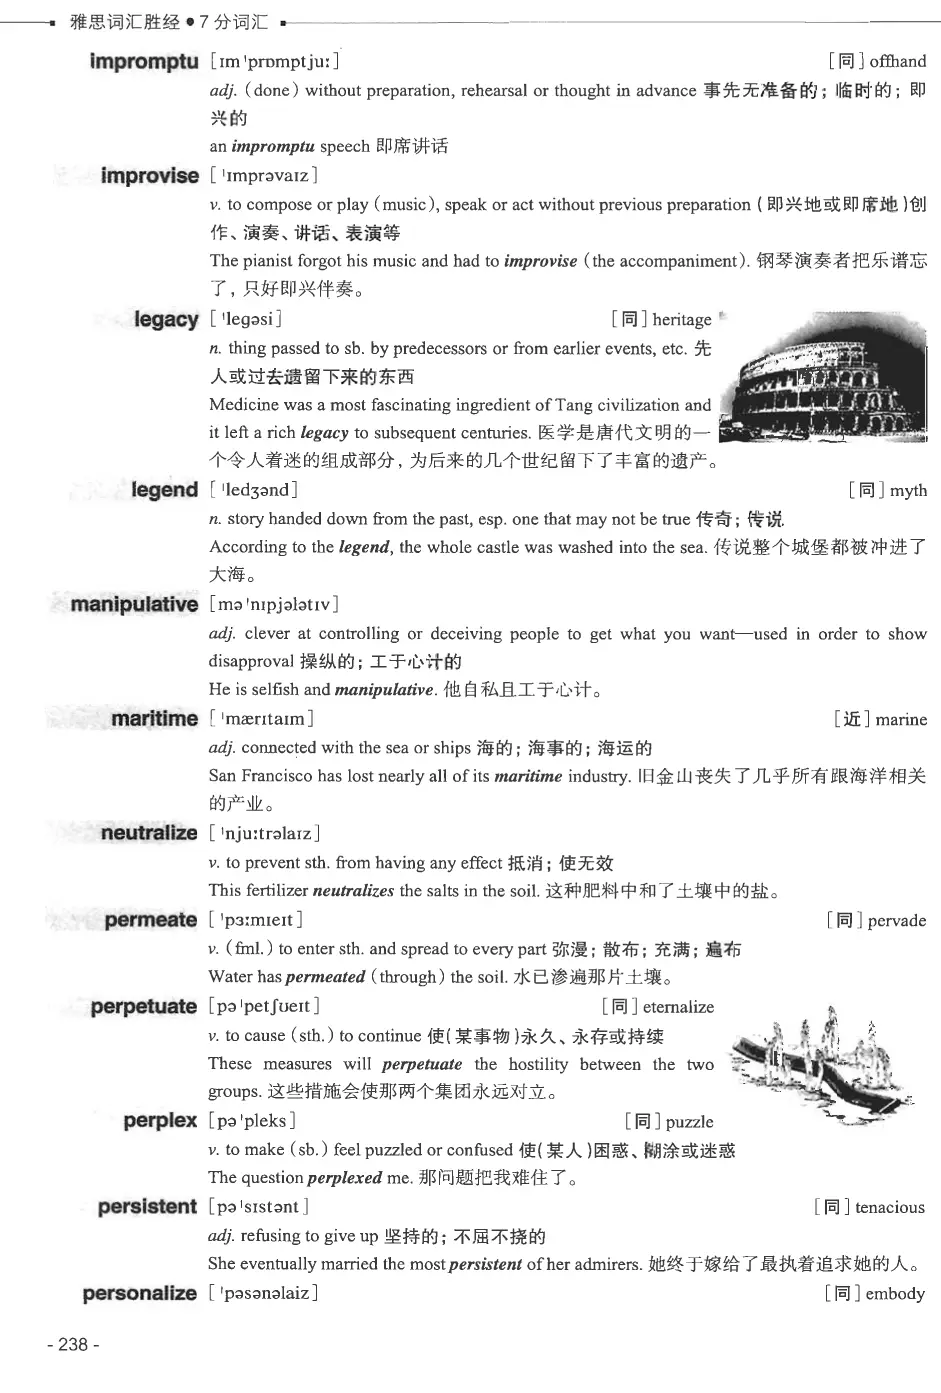 雅思词汇胜经●7分词汇
impromptu [ɪmˈprɒmptjuː] [同] offhand
adj. (done) without preparation, rehearsal or thought in advance 事先无准备的；临时的；即
兴的
an impromptu speech 即席讲话
improvise [ˈɪmprəvaɪz]
v. to compose or play (music), speak or act without previous preparation (即兴地或即席地)创
作、演奏、讲话、表演等
The pianist forgot his music and had to improvise (the accompaniment). 钢琴演奏者把乐谱忘
了，只好即兴伴奏。
legacy [ˈlegəsi] [同] heritage
n. thing passed to sb. by predecessors or from earlier events, etc. 先
人或过去遗留下来的东西
Medicine was a most fascinating ingredient of Tang civilization and
it left a rich legacy to subsequent centuries. 医学是唐代文明的一
个令人着迷的组成部分，为后来的几个世纪留下了丰富的遗产。
legend [ˈledʒənd] [同] myth
n. story handed down from the past, esp. one that may not be true 传奇；传说
According to the legend, the whole castle was washed into the sea. 传说整个城堡都被冲进了
大海。
manipulative [məˈnɪpjələtɪv]
adj. clever at controlling or deceiving people to get what you want—used in order to show
disapproval 操纵的；工于心计的
He is selfish and manipulative. 他自私且工于心计。
maritime [ˈmærɪtaɪm] [近] marine
adj. connected with the sea or ships 海的；海事的；海运的
San Francisco has lost nearly all of its maritime industry. 旧金山丧失了几乎所有跟海洋相关
的产业。
neutralize [ˈnjuːtrəlaɪz]
v. to prevent sth. from having any effect 抵消；使无效
This fertilizer neutralizes the salts in the soil. 这种肥料中和了土壤中的盐。
permeate [ˈpɜːmɪeɪt] [同] pervade
v. (fml.) to enter sth. and spread to every part 弥漫；散布；充满；遍布
Water has permeated (through) the soil. 水已渗遍那片土壤。
perpetuate [pəˈpetʃʊeɪt] [同] eternalize
v. to cause (sth.) to continue 使(某事物)永久、永存或持续
These measures will perpetuate the hostility between the two
groups. 这些措施会使那两个集团永远对立。
perplex [pəˈpleks] [同] puzzle
v. to make (sb.) feel puzzled or confused 使(某人)困惑、糊涂或迷惑
The question perplexed me. 那问题把我难住了。
persistent [pəˈsɪstənt] [同] tenacious
adj. refusing to give up 坚持的；不屈不挠的
She eventually married the most persistent of her admirers. 她终于嫁给了最执着追求她的人。
personalize [ˈpəsənəlaiz] [同] embody
- 238 -